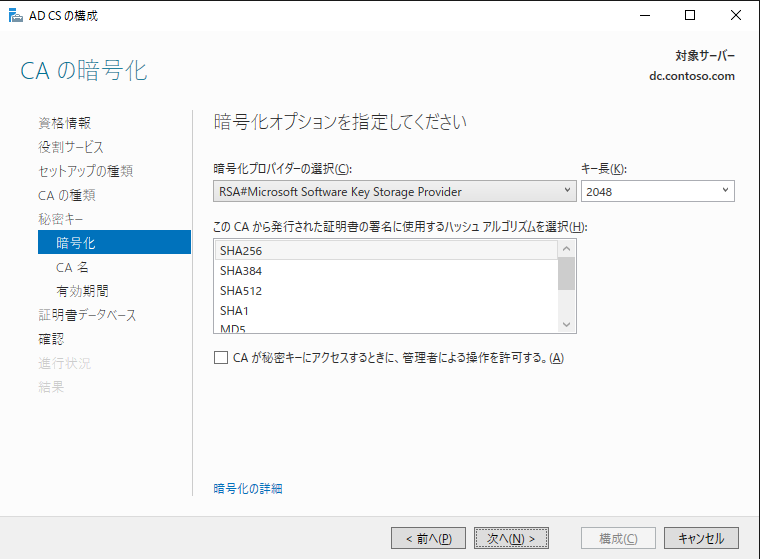 AD CS の構成
CA の暗号化
対象サーバー
dc.contoso.com
資格情報
役割サービス
セットアップの種類
CA の種類
秘密キー
暗号化
CA 名
有効期間
証明書データベース
確認
進行状況
結果
暗号化オプションを指定してください
暗号化プロバイダーの選択(C):
キー長(K):
RSA#Microsoft Software Key Storage Provider
2048
この CA から発行された証明書の署名に使用するハッシュ アルゴリズムを選択(H):
SHA256
SHA384
SHA512
SHA1
MD5
CA が秘密キーにアクセスするときに、管理者による操作を許可する。(A)
暗号化の詳細
< 前へ(P)
次へ(N) >
構成(C)
キャンセル